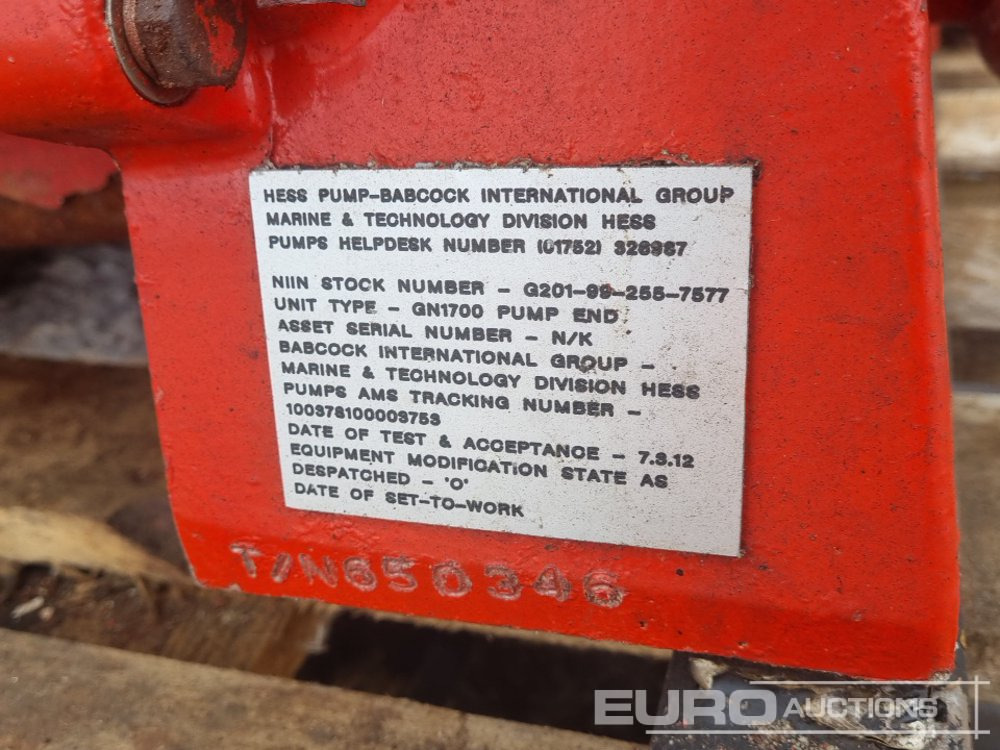 HESS PUMP-BABCOCK INTERNATIONAL GROUP
MARINE & TECHNOLOGY DIVISION HESS
PUMPS HELPDESK NUMBER (01752) 326987
NIIN STOCK NUMBER - G201-99-255-7577
UNIT TYPE - GN1700 PUMP END
ASSET SERIAL NUMBER - N/K
BABCOCK INTERNATIONAL GROUP -
MARINE & TECHNOLOGY DIVISION HESS
PUMPS AMS TRACKING NUMBER -
100378100003753
DATE OF TEST & ACCEPTANCE - 7.3.12
EQUIPMENT MODIFICATION STATE AS
DESPATCHED - 'O'
DATE OF SET-TO-WORK
T/N850346
EURO AUCTIONS